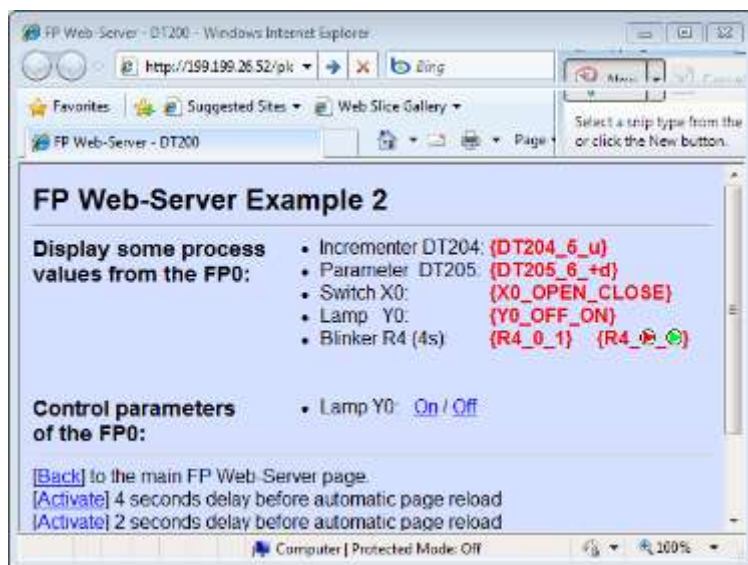 FP Web-Server - DT200 - Windows Internet Explorer
http://199.199.26.52/pk
Bing
New
Favorites
Suggested Sites
Web Slice Gallery
Select a snip type from the
or click the New button.
FP Web-Server - DT200
Page
FP Web-Server Example 2
Display some process
values from the FP0:
• Incrementer DT204: {DT204_6_u}
• Parameter DT205: {DT205_6_+d}
• Switch X0: {X0_OPEN_CLOSE}
• Lamp Y0: {Y0_OFF_ON}
• Blinker R4 (4s): {R4_0_1} {R4_ _ }
Control parameters
of the FP0:
• Lamp Y0: On / Off
[Back] to the main FP Web-Server page.
[Activate] 4 seconds delay before automatic page reload
[Activate] 2 seconds delay before automatic page reload
Computer | Protected Mode: Off
100%